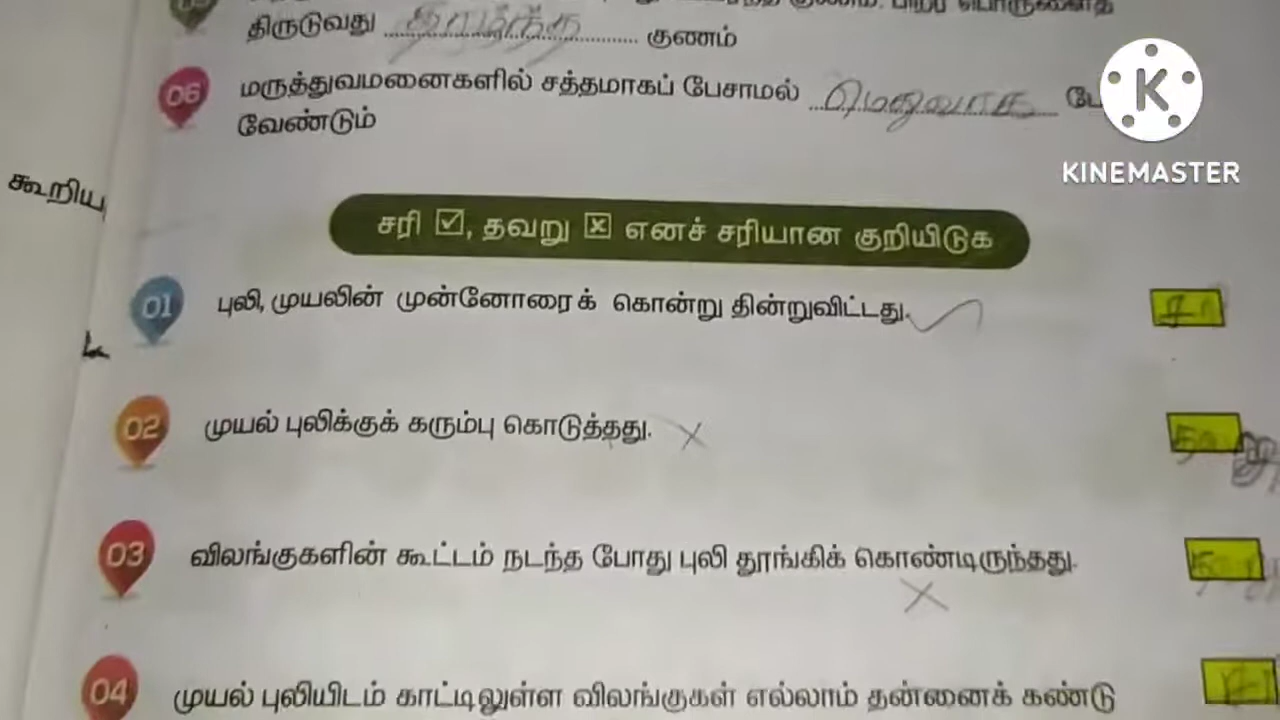 திருடுவது ........ குணம்
06 மருத்துவமனைகளில் சத்தமாகப் பேசாமல் மெதுவாக
வேண்டும்
கூறிய
சரி ☑, தவறு ☒ எனச் சரியான குறியிடுக
01 புலி, முயலின் முன்னோரைக் கொன்று தின்றுவிட்டது. ✓
02 முயல் புலிக்குக் கரும்பு கொடுத்தது. ✗ தவறு
03 விலங்குகளின் கூட்டம் நடந்த போது புலி தூங்கிக் கொண்டிருந்தது. ✗
04 முயல் புலியிடம் காட்டிலுள்ள விலங்குகள் எல்லாம் தன்னைக் கண்டு
K
KINEMASTER